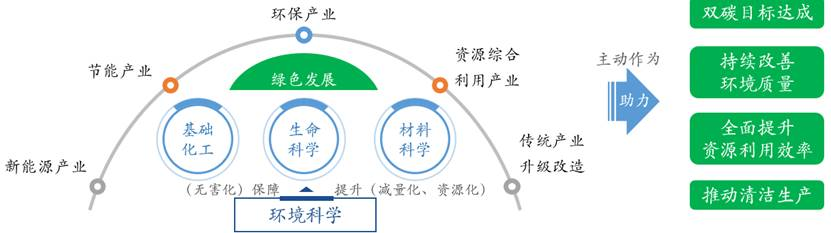 环保产业
节能产业
资源综合
利用产业
绿色发展
基础
化工
生命
科学
材料
科学
新能源产业
传统产业
升级改造
（无害化）保障
提升（减量化、资源化）
环境科学
主动作为
助力
双碳目标达成
持续改善
环境质量
全面提升
资源利用效率
推动清洁生产